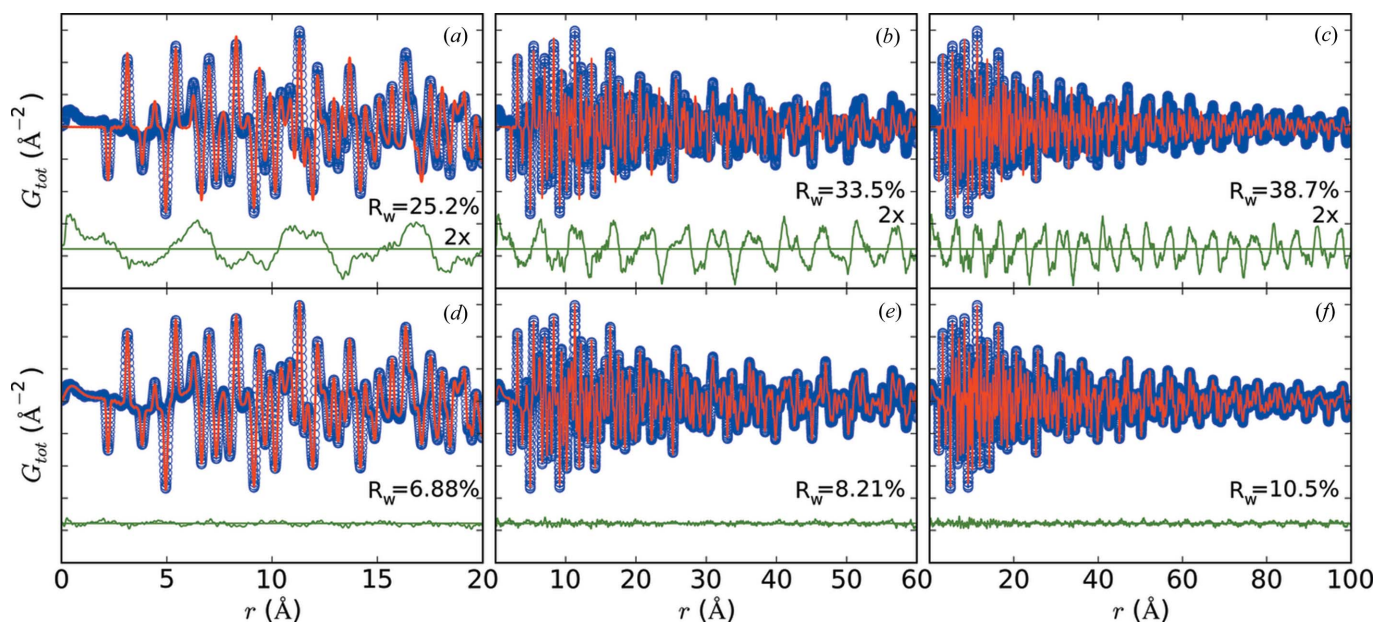 (a)
(b)
(c)
G_tot (Å⁻²)
R_w=25.2%
2x
R_w=33.5%
2x
R_w=38.7%
2x
(d)
(e)
(f)
G_tot (Å⁻²)
R_w=6.88%
R_w=8.21%
R_w=10.5%
0 5 10 15 20
0 10 20 30 40 50 60
20 40 60 80 100
r (Å)
r (Å)
r (Å)